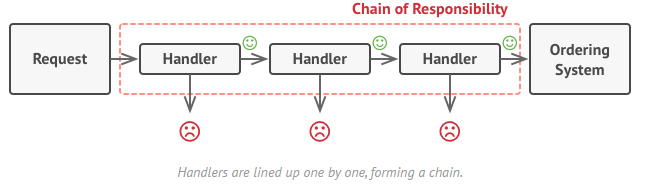 Chain of Responsibility
Request
Handler
Handler
Handler
Ordering
System
Handlers are lined up one by one, forming a chain.